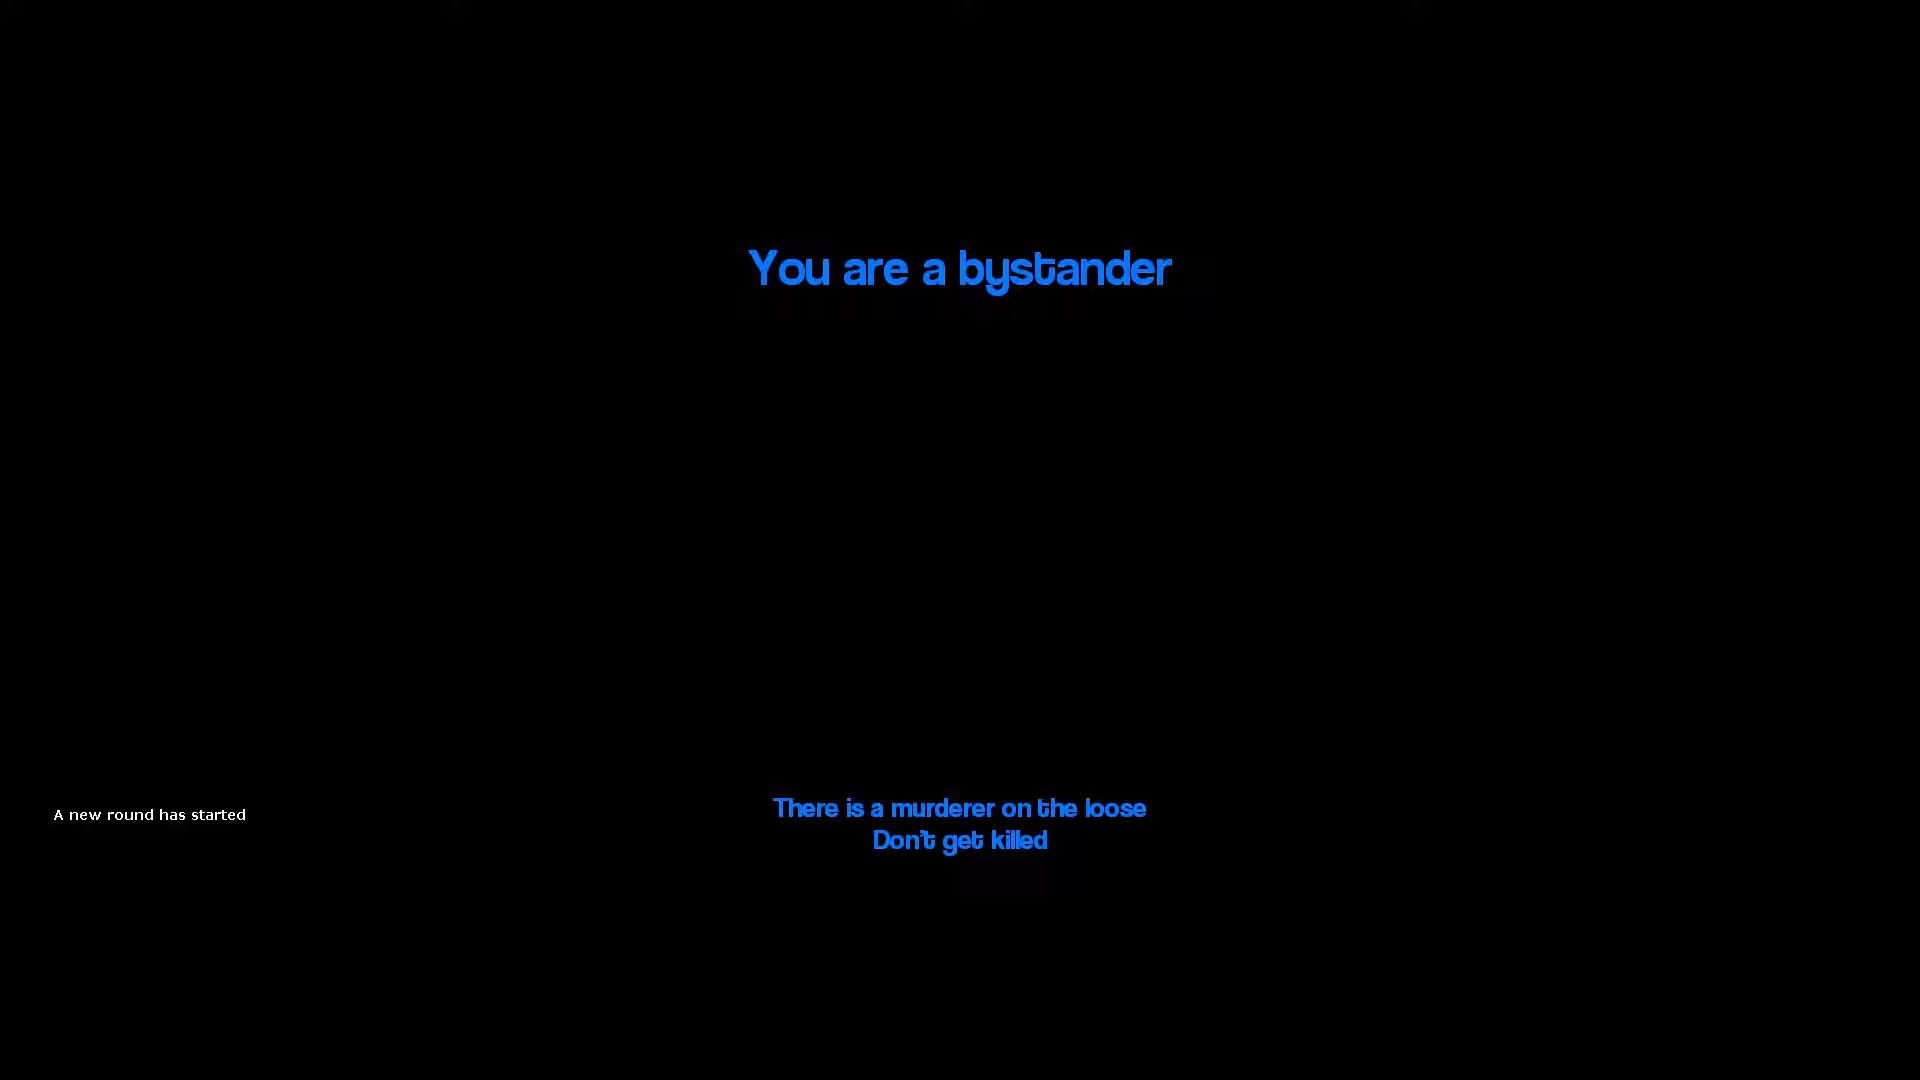 You are a bystander
A new round has started
There is a murderer on the loose
Don't get killed